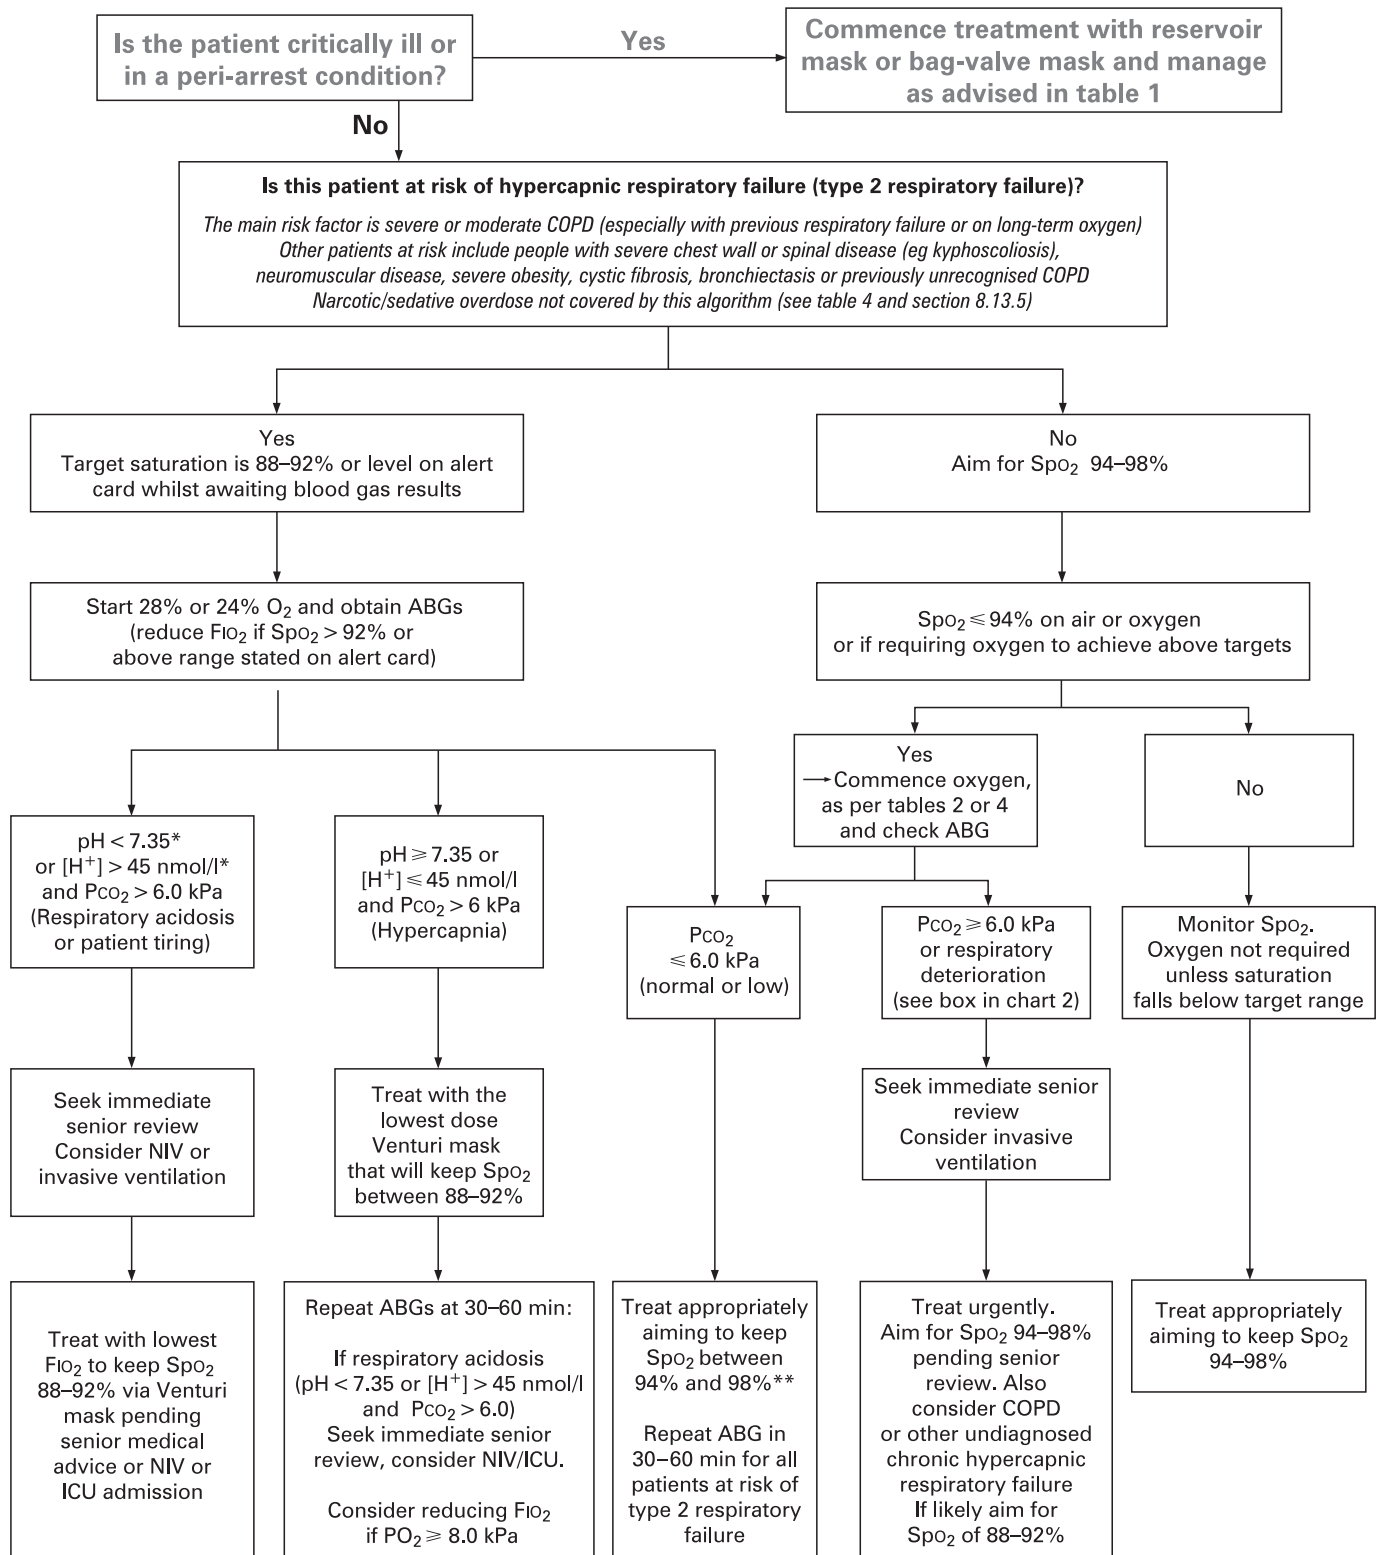 Is the patient critically ill or
in a peri-arrest condition?
Yes
Commence treatment with reservoir
mask or bag-valve mask and manage
as advised in table 1
No
Is this patient at risk of hypercapnic respiratory failure (type 2 respiratory failure)?
The main risk factor is severe or moderate COPD (especially with previous respiratory failure or on long-term oxygen)
Other patients at risk include people with severe chest wall or spinal disease (eg kyphoscoliosis),
neuromuscular disease, severe obesity, cystic fibrosis, bronchiectasis or previously unrecognised COPD
Narcotic/sedative overdose not covered by this algorithm (see table 4 and section 8.13.5)
Yes
Target saturation is 88–92% or level on alert
card whilst awaiting blood gas results
No
Aim for SpO₂ 94–98%
Start 28% or 24% O₂ and obtain ABGs
(reduce FIO₂ if SpO₂ > 92% or
above range stated on alert card)
SpO₂ ⩽ 94% on air or oxygen
or if requiring oxygen to achieve above targets
Yes
→ Commence oxygen,
as per tables 2 or 4
and check ABG
No
pH < 7.35*
or [H⁺] > 45 nmol/l*
and PCO₂ > 6.0 kPa
(Respiratory acidosis
or patient tiring)
pH ⩾ 7.35 or
[H⁺] ⩽ 45 nmol/l
and PCO₂ > 6 kPa
(Hypercapnia)
PCO₂
⩽ 6.0 kPa
(normal or low)
PCO₂ ⩾ 6.0 kPa
or respiratory
deterioration
(see box in chart 2)
Monitor SpO₂.
Oxygen not required
unless saturation
falls below target range
Seek immediate
senior review
Consider NIV or
invasive ventilation
Treat with the
lowest dose
Venturi mask
that will keep SpO₂
between 88–92%
Seek immediate senior
review
Consider invasive
ventilation
Treat with lowest
FIO₂ to keep SpO₂
88–92% via Venturi
mask pending
senior medical
advice or NIV or
ICU admission
Repeat ABGs at 30–60 min:
If respiratory acidosis
(pH < 7.35 or [H⁺] > 45 nmol/l
and PCO₂ > 6.0)
Seek immediate senior
review, consider NIV/ICU.
Consider reducing FIO₂
if PO₂ ⩾ 8.0 kPa
Treat appropriately
aiming to keep
SpO₂ between
94% and 98%**
Repeat ABG in
30–60 min for all
patients at risk of
type 2 respiratory
failure
Treat urgently.
Aim for SpO₂ 94–98%
pending senior
review. Also
consider COPD
or other undiagnosed
chronic hypercapnic
respiratory failure
If likely aim for
SpO₂ of 88–92%
Treat appropriately
aiming to keep SpO₂
94–98%